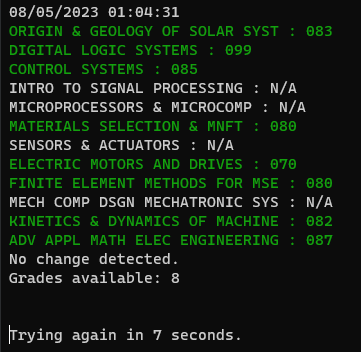 08/05/2023 01:04:31
ORIGIN & GEOLOGY OF SOLAR SYST : 083
DIGITAL LOGIC SYSTEMS : 099
CONTROL SYSTEMS : 085
INTRO TO SIGNAL PROCESSING : N/A
MICROPROCESSORS & MICROCOMP : N/A
MATERIALS SELECTION & MNFT : 080
SENSORS & ACTUATORS : N/A
ELECTRIC MOTORS AND DRIVES : 070
FINITE ELEMENT METHODS FOR MSE : 080
MECH COMP DSGN MECHATRONIC SYS : N/A
KINETICS & DYNAMICS OF MACHINE : 082
ADV APPL MATH ELEC ENGINEERING : 087
No change detected.
Grades available: 8
Trying again in 7 seconds.